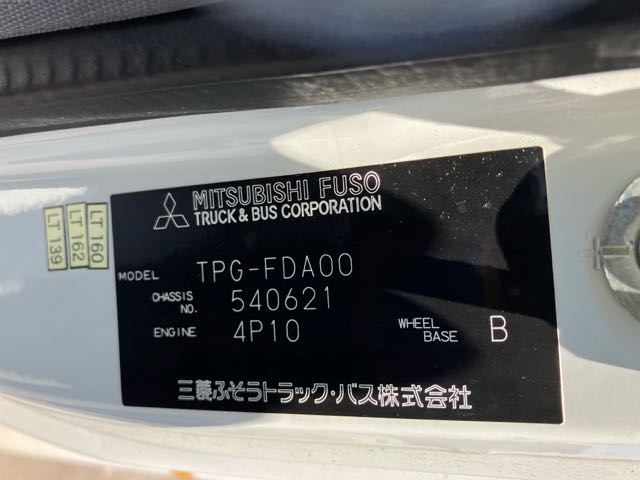 MITSUBISHI FUSO
TRUCK & BUS CORPORATION
LT 139
LT 162
LT 160
MODEL TPG-FDA00
CHASSIS NO. 540621
ENGINE 4P10
WHEEL BASE B
三菱ふそうトラック・バス株式会社